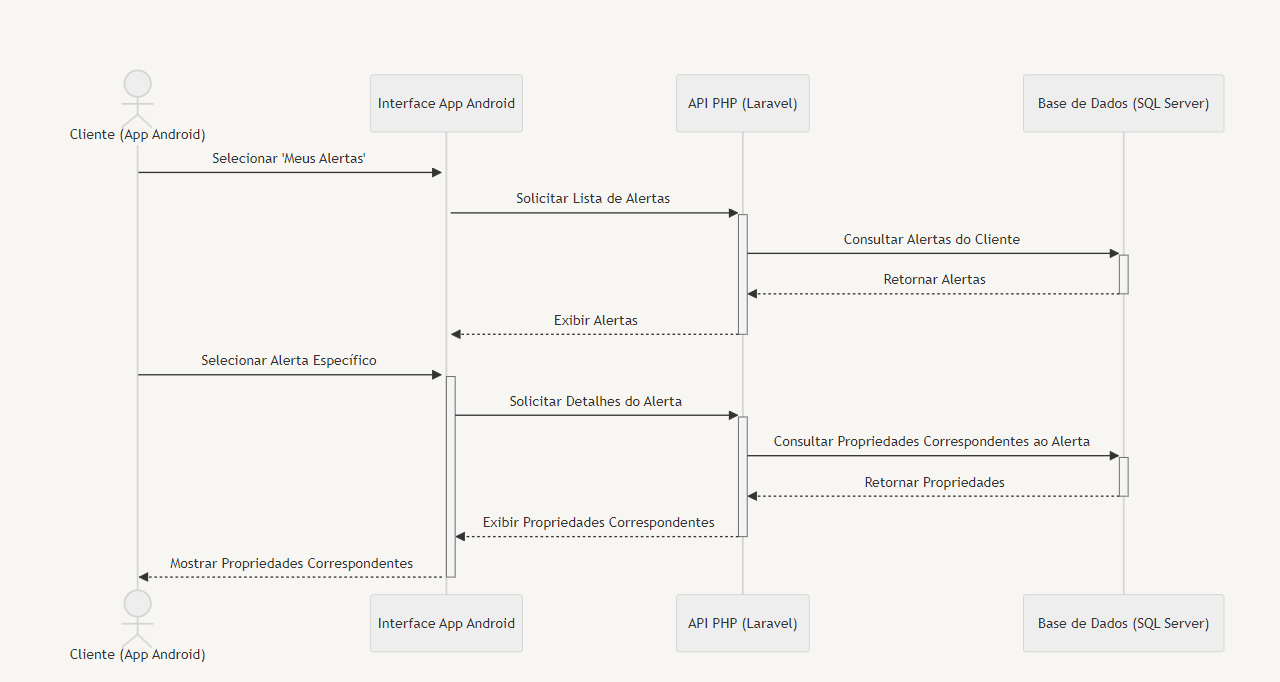 Interface App Android
API PHP (Laravel)
Base de Dados (SQL Server)
Cliente (App Android)
Selecionar 'Meus Alertas'
Solicitar Lista de Alertas
Consultar Alertas do Cliente
Retornar Alertas
Exibir Alertas
Selecionar Alerta Específico
Solicitar Detalhes do Alerta
Consultar Propriedades Correspondentes ao Alerta
Retornar Propriedades
Exibir Propriedades Correspondentes
Mostrar Propriedades Correspondentes
Interface App Android
API PHP (Laravel)
Base de Dados (SQL Server)
Cliente (App Android)